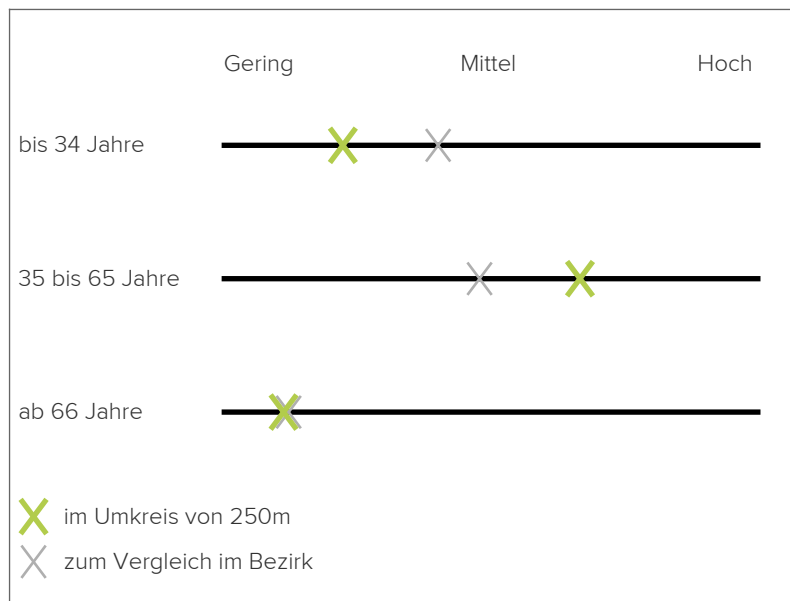 Gering Mittel Hoch
bis 34 Jahre
35 bis 65 Jahre
ab 66 Jahre
im Umkreis von 250m
zum Vergleich im Bezirk